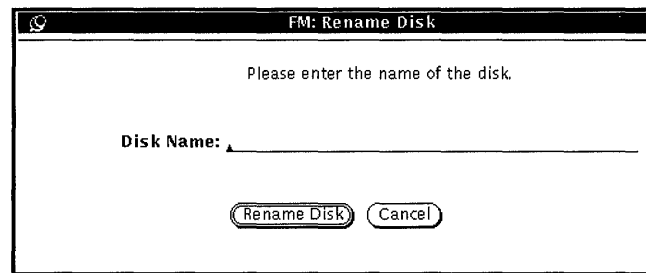 FM: Rename Disk
Please enter the name of the disk.
Disk Name:
Rename Disk Cancel